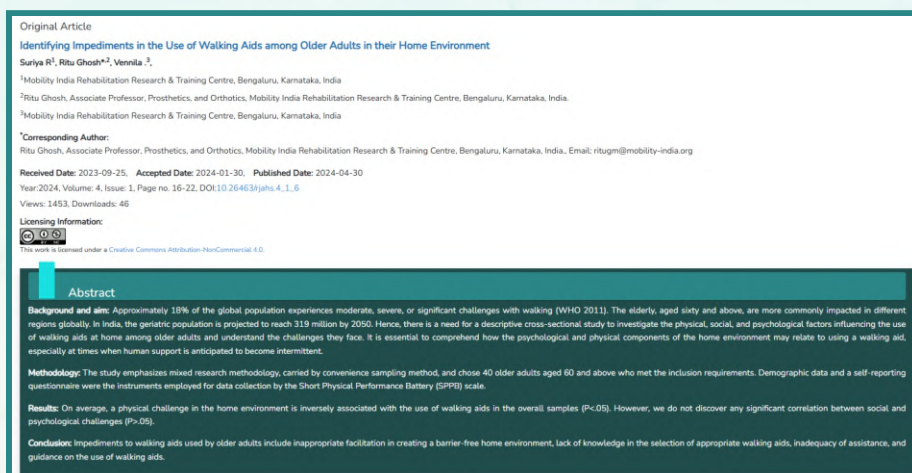 Original Article
Identifying Impediments in the Use of Walking Aids among Older Adults in their Home Environment
Suriya R1, Ritu Ghosh*,2, Vennila .3,
1Mobility India Rehabilitation Research & Training Centre, Bengaluru, Karnataka, India
2Ritu Ghosh, Associate Professor, Prosthetics, and Orthotics, Mobility India Rehabilitation Research & Training Centre, Bengaluru, Karnataka, India.
3Mobility India Rehabilitation Research & Training Centre, Bengaluru, Karnataka, India
*Corresponding Author:
Ritu Ghosh, Associate Professor, Prosthetics, and Orthotics, Mobility India Rehabilitation Research & Training Centre, Bengaluru, Karnataka, India., Email: ritugm@mobility-india.org
Received Date: 2023-09-25, Accepted Date: 2024-01-30, Published Date: 2024-04-30
Year:2024, Volume: 4, Issue: 1, Page no. 16-22, DOI:10.26463/rjahs.4_1_6
Views: 1453, Downloads: 46
Licensing Information:
cc BY NC
This work is licensed under a Creative Commons Attribution-NonCommercial 4.0.
Abstract
Background and aim: Approximately 18% of the global population experiences moderate, severe, or significant challenges with walking (WHO 2011). The elderly, aged sixty and above, are more commonly impacted in different
regions globally. In India, the geriatric population is projected to reach 319 million by 2050. Hence, there is a need for a descriptive cross-sectional study to investigate the physical, social, and psychological factors influencing the use
of walking aids at home among older adults and understand the challenges they face. It is essential to comprehend how the psychological and physical components of the home environment may relate to using a walking aid,
especially at times when human support is anticipated to become intermittent.
Methodology: The study emphasizes mixed research methodology, carried by convenience sampling method, and chose 40 older adults aged 60 and above who met the inclusion requirements. Demographic data and a self-reporting
questionnaire were the instruments employed for data collection by the Short Physical Performance Battery (SPPB) scale.
Results: On average, a physical challenge in the home environment is inversely associated with the use of walking aids in the overall samples (P<.05). However, we do not discover any significant correlation between social and
psychological challenges (P>.05).
Conclusion: Impediments to walking aids used by older adults include inappropriate facilitation in creating a barrier-free home environment, lack of knowledge in the selection of appropriate walking aids, inadequacy of assistance, and
guidance on the use of walking aids.